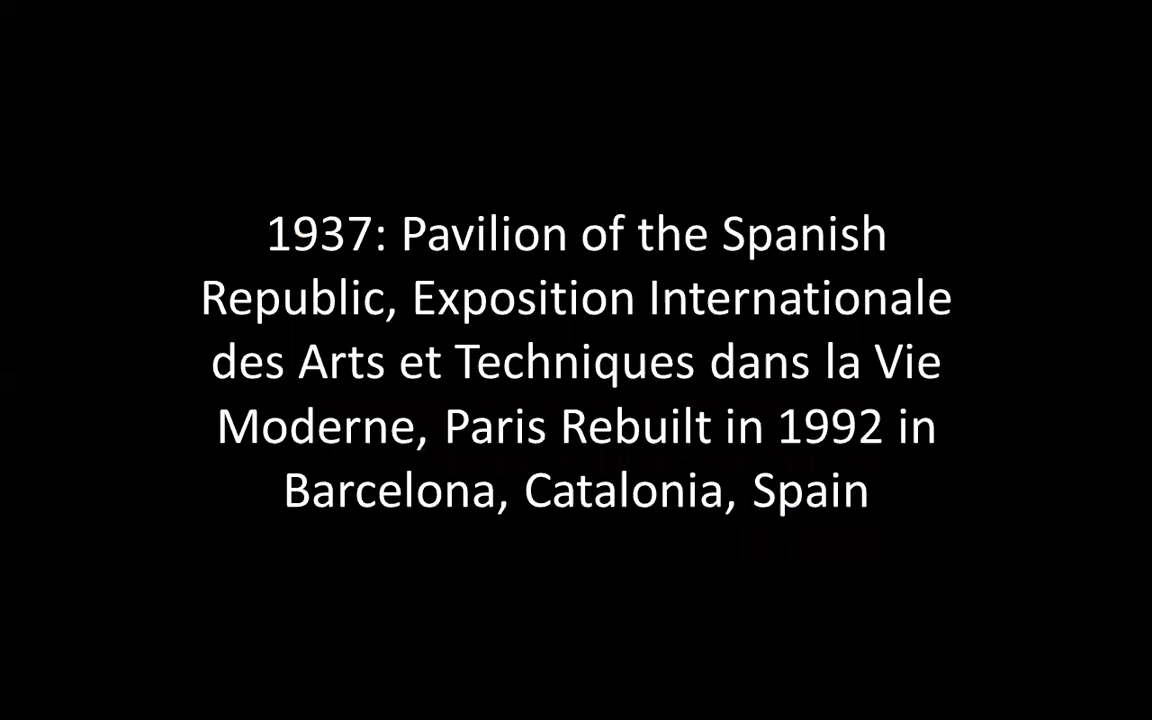 1937: Pavilion of the Spanish
Republic, Exposition Internationale
des Arts et Techniques dans la Vie
Moderne, Paris Rebuilt in 1992 in
Barcelona, Catalonia, Spain